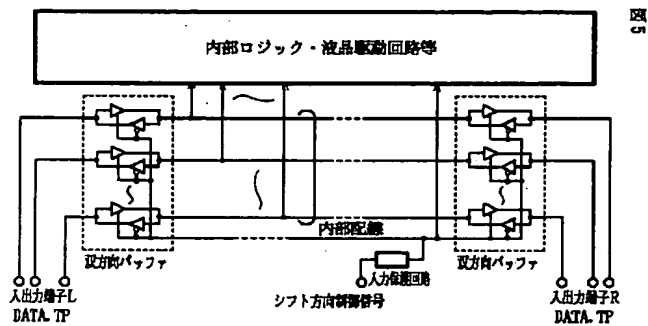 図5
内部ロジック・液晶駆動回路等
内部配線
双方向バッファ
双方向バッファ
入力保護回路
入出力端子L
DATA. TP
シフト方向制御信号
入出力端子R
DATA. TP